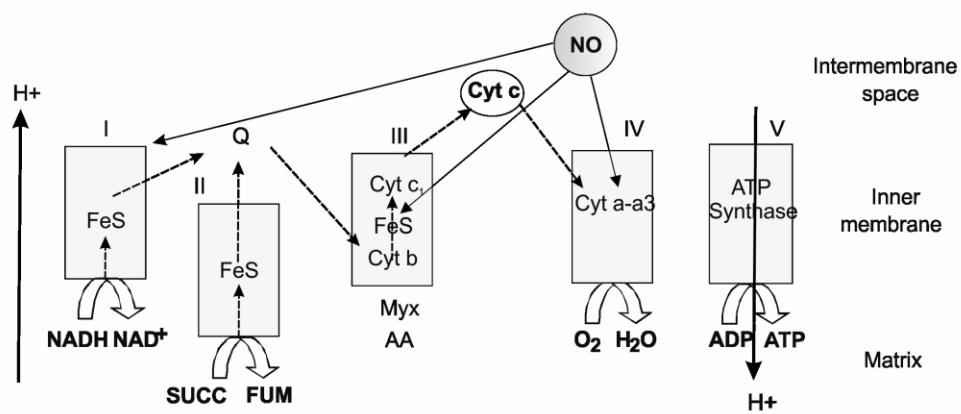 NO
Intermembrane
space
H+
Cyt c
I
Q
III
IV
V
II
Cyt c1
Cyt a-a3
ATP
Synthase
Inner
membrane
FeS
FeS
Cyt b
FeS
NADH NAD+
Myx
AA
O2 H2O
ADP ATP
Matrix
SUCC FUM
H+